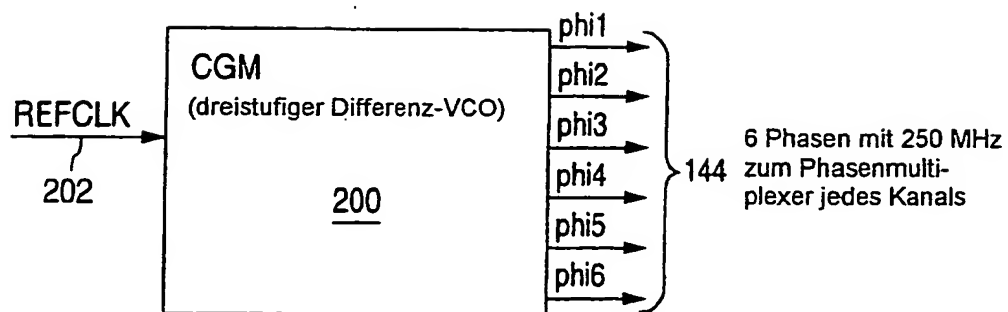 CGM
(dreistufiger Differenz-VCO)
REFCLK
202
200
phi1
phi2
phi3
phi4
phi5
phi6
144
6 Phasen mit 250 MHz
zum Phasenmulti-
plexer jedes Kanals